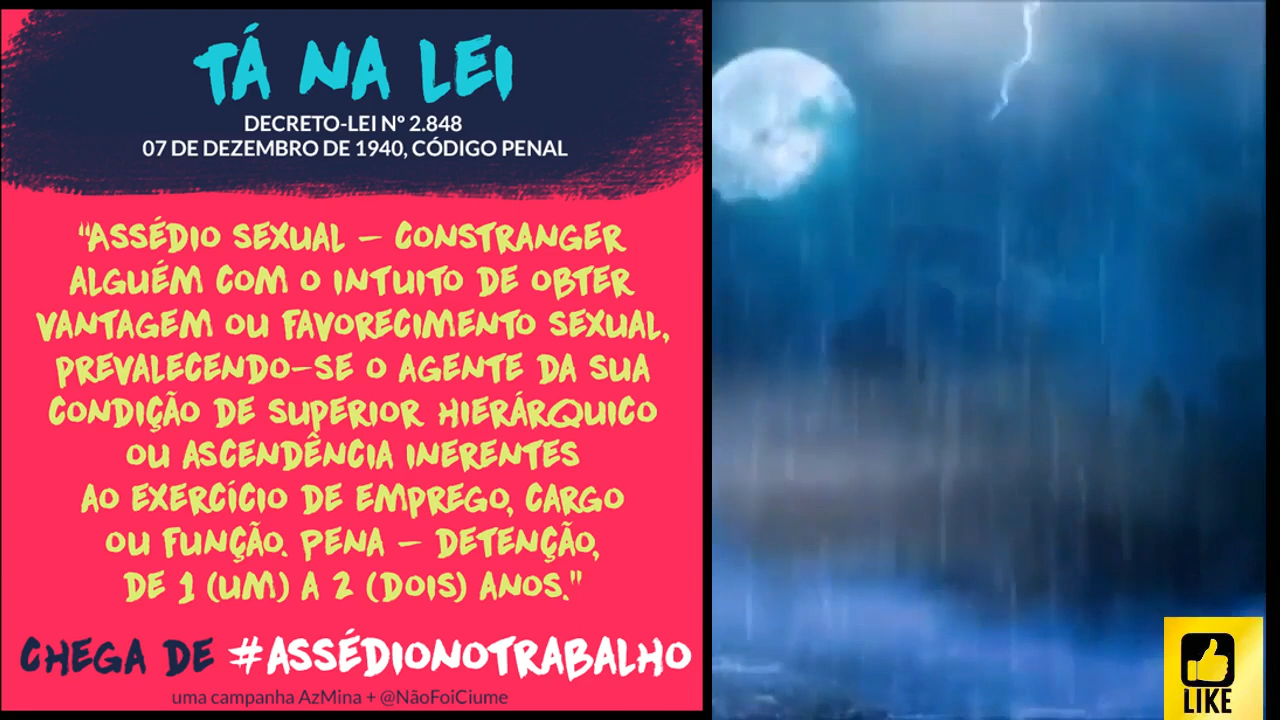 TÁ NA LEI
DECRETO-LEI Nº 2.848
07 DE DEZEMBRO DE 1940, CÓDIGO PENAL
"ASSÉDIO SEXUAL – CONSTRANGER
ALGUÉM COM O INTUITO DE OBTER
VANTAGEM OU FAVORECIMENTO SEXUAL,
PREVALECENDO-SE O AGENTE DA SUA
CONDIÇÃO DE SUPERIOR HIERÁRQUICO
OU ASCENDÊNCIA INERENTES
AO EXERCÍCIO DE EMPREGO, CARGO
OU FUNÇÃO. PENA – DETENÇÃO,
DE 1 (UM) A 2 (DOIS) ANOS."
CHEGA DE #ASSÉDIONOTRABALHO
uma campanha AzMina + @NãoFoiCiume
LIKE